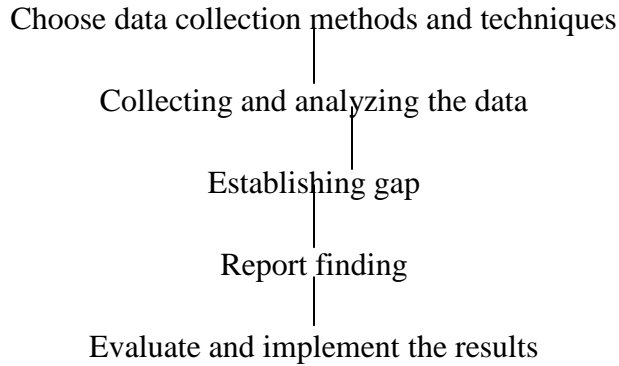 Choose data collection methods and techniques
Collecting and analyzing the data
Establishing gap
Report finding
Evaluate and implement the results